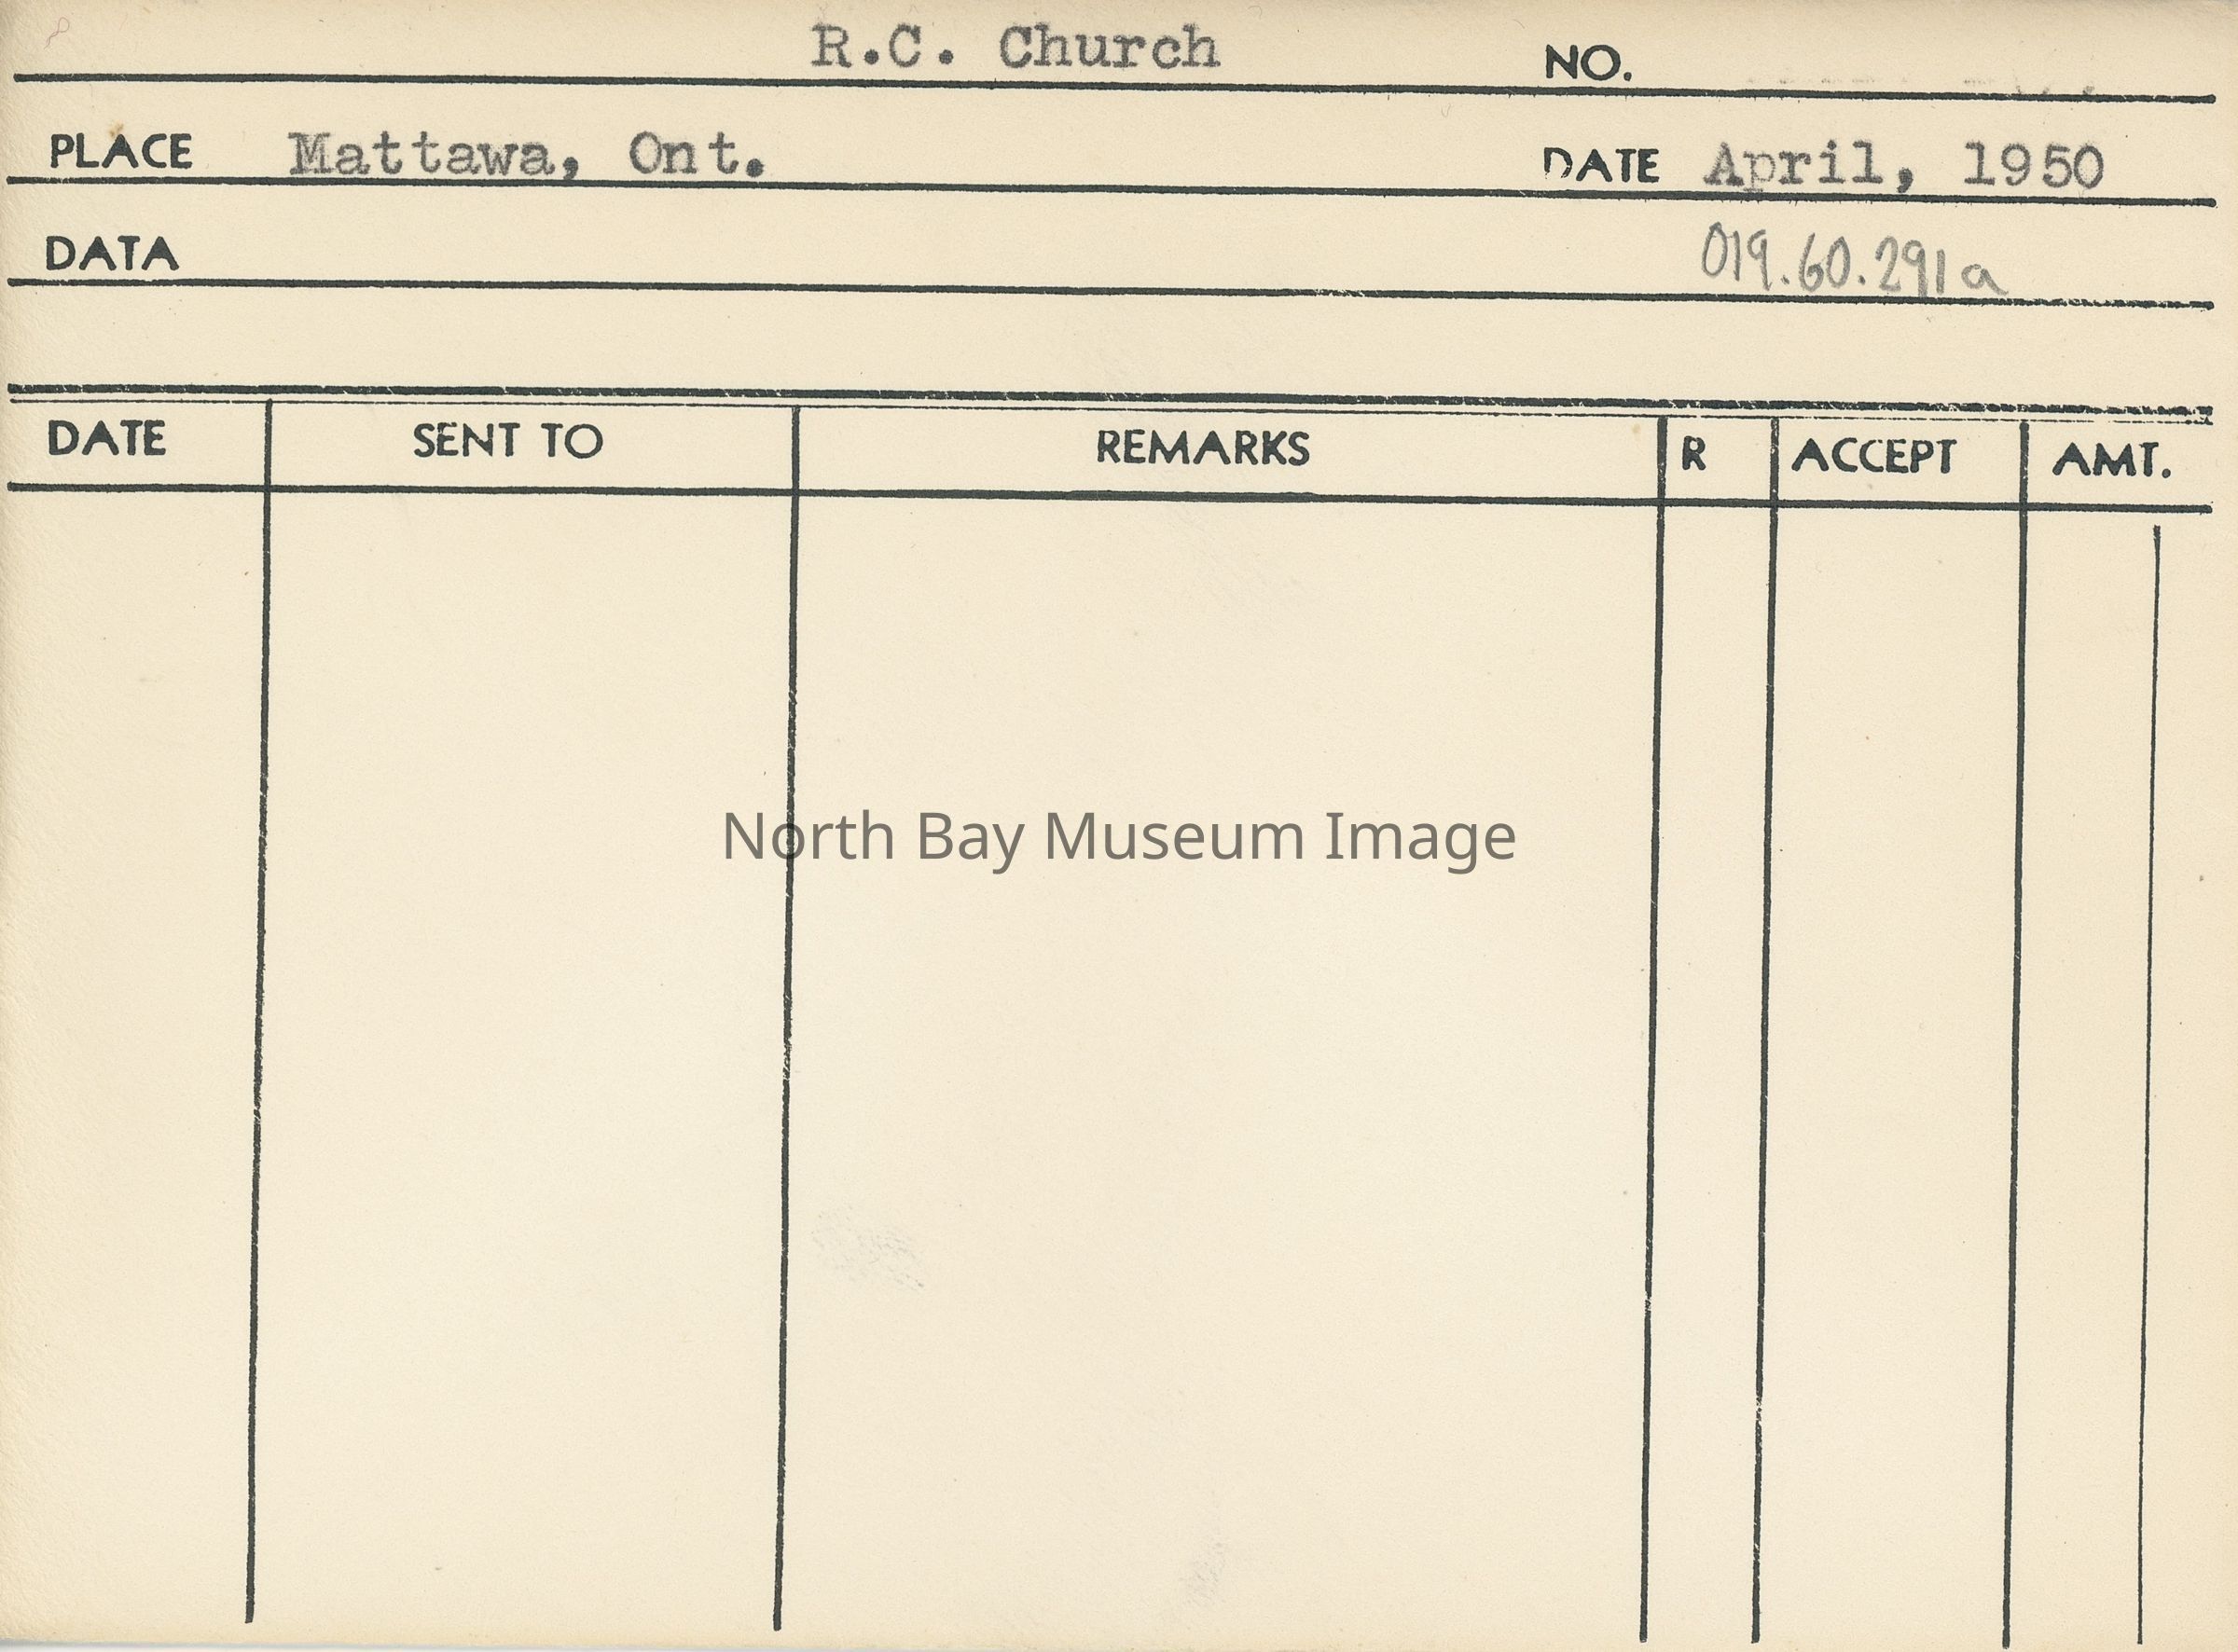 R.C. Church NO.
PLACE Mattawa, Ont. DATE April, 1950
DATA 019.60.291a
DATE SENT TO REMARKS R ACCEPT AMT.
North Bay Museum Image